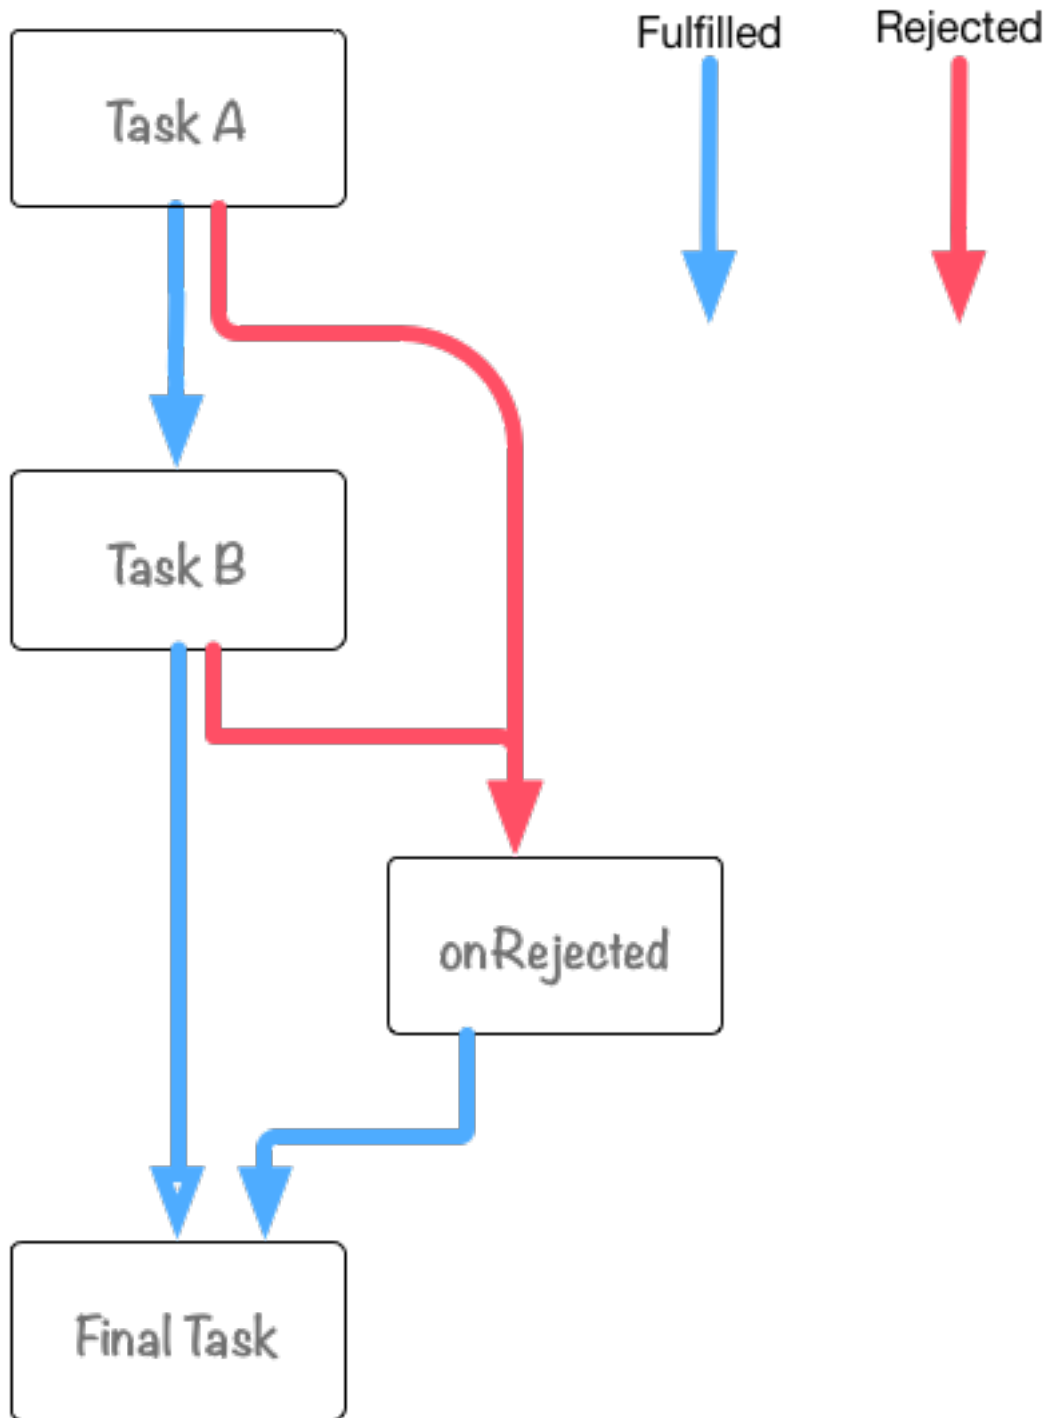 Fulfilled
Rejected
Task A
Task B
onRejected
Final Task